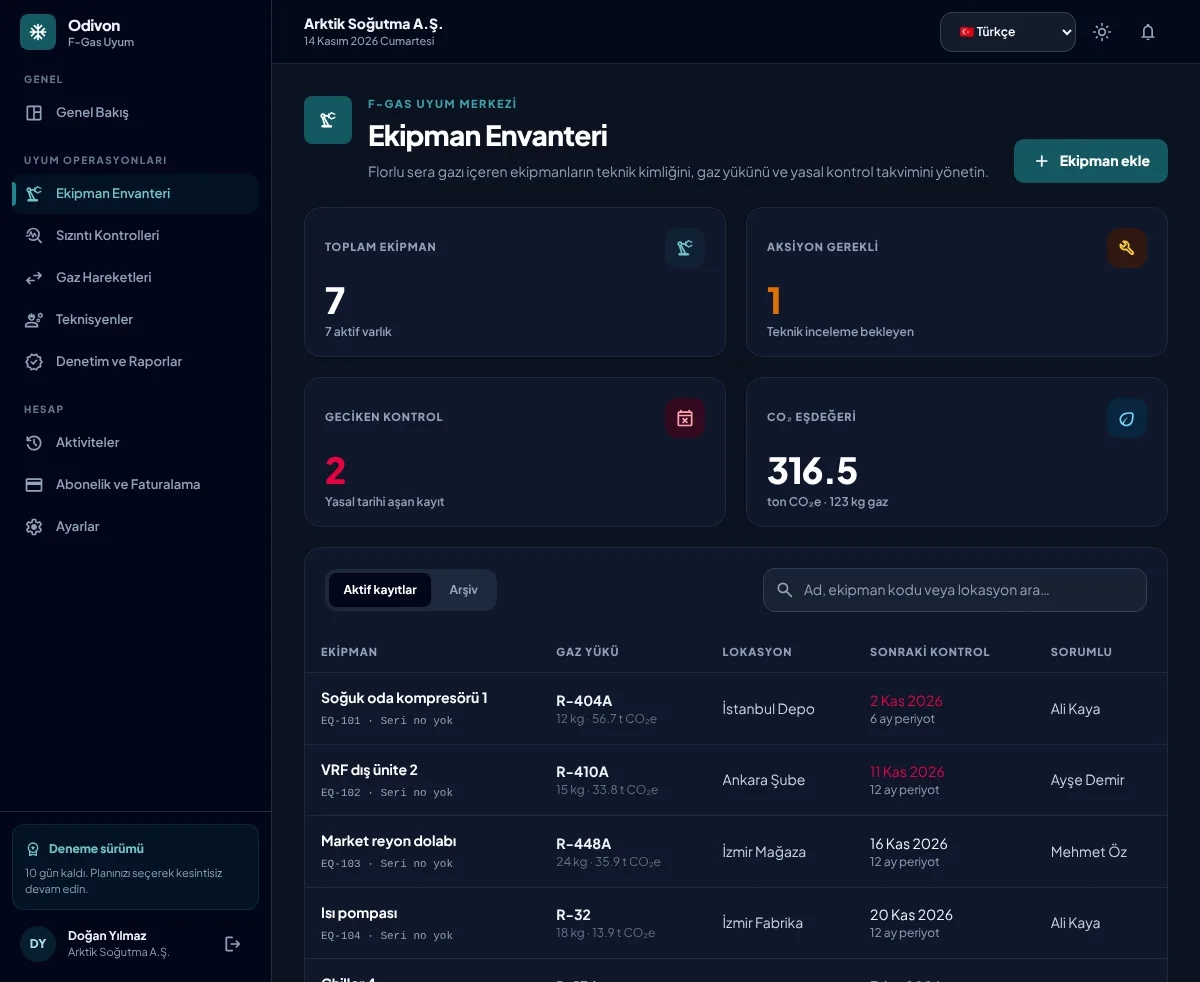 Odivon
F-Gas Uyum
GENEL
Genel Bakış
UYUM OPERASYONLARI
Ekipman Envanteri
Sızıntı Kontrolleri
Gaz Hareketleri
Teknisyenler
Denetim ve Raporlar
HESAP
Aktiviteler
Abonelik ve Faturalama
Ayarlar
Deneme sürümü
10 gün kaldı. Planınızı seçerek kesintisiz
devam edin.
DY
Doğan Yılmaz
Arktik Soğutma A.Ş.
Arktik Soğutma A.Ş.
14 Kasım 2026 Cumartesi
🇹🇷 Türkçe
F-GAS UYUM MERKEZİ
Ekipman Envanteri
Florlu sera gazı içeren ekipmanların teknik kimliğini, gaz yükünü ve yasal kontrol takvimini yönetin.
Ekipman ekle
TOPLAM EKİPMAN
7
7 aktif varlık
AKSİYON GEREKLİ
1
Teknik inceleme bekleyen
GECİKEN KONTROL
2
Yasal tarihi aşan kayıt
CO₂ EŞDEĞERİ
316.5
ton CO₂e · 123 kg gaz
Aktif kayıtlar
Arşiv
Ad, ekipman kodu veya lokasyon ara...
EKİPMAN GAZ YÜKÜ LOKASYON SONRAKİ KONTROL SORUMLU
Soğuk oda kompresörü 1
EQ-101 · Seri no yok
R-404A
12 kg · 56.7 t CO₂e
İstanbul Depo
2 Kas 2026
6 ay periyot
Ali Kaya
VRF dış ünite 2
EQ-102 · Seri no yok
R-410A
15 kg · 33.8 t CO₂e
Ankara Şube
11 Kas 2026
12 ay periyot
Ayşe Demir
Market reyon dolabı
EQ-103 · Seri no yok
R-448A
24 kg · 35.9 t CO₂e
İzmir Mağaza
16 Kas 2026
12 ay periyot
Mehmet Öz
Isı pompası
EQ-104 · Seri no yok
R-32
18 kg · 13.9 t CO₂e
İzmir Fabrika
20 Kas 2026
12 ay periyot
Ali Kaya